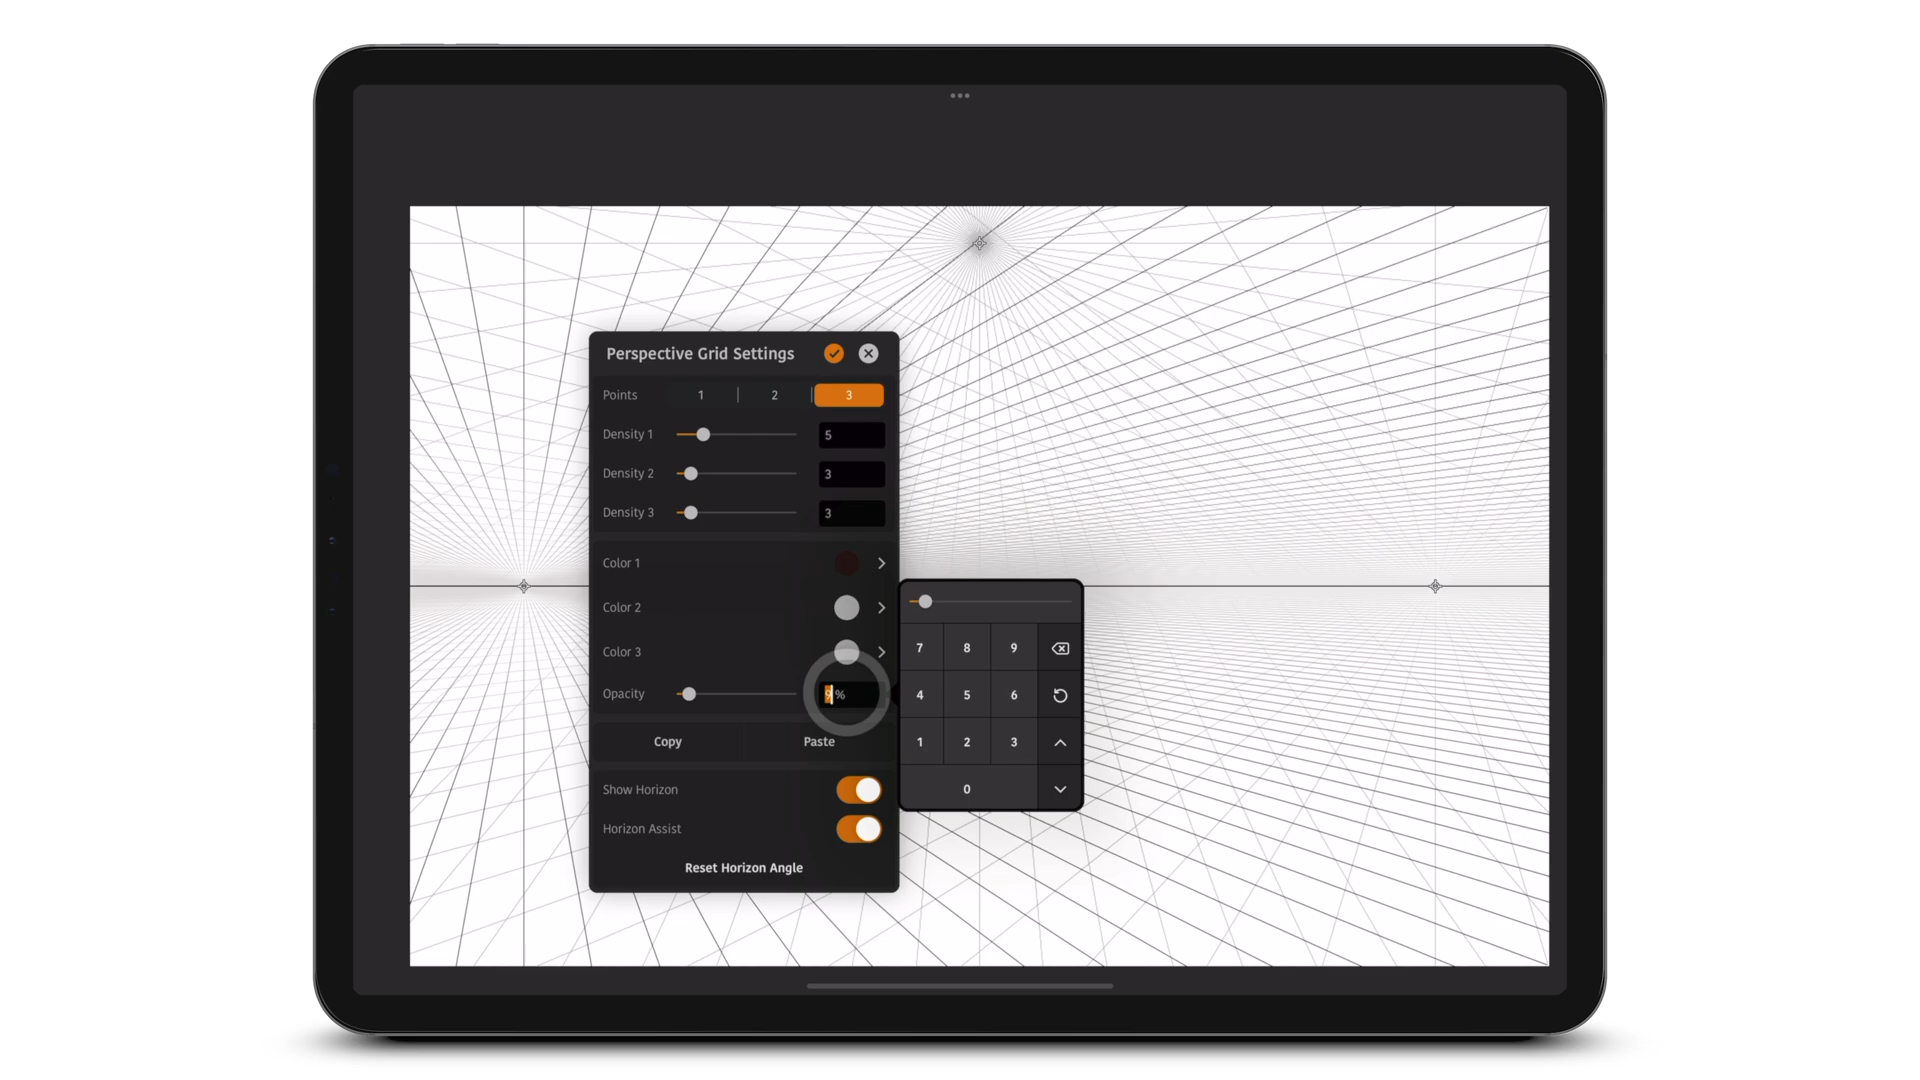 Perspective Grid Settings
Points 1 2 3
Density 1 5
Density 2 3
Density 3 3
Color 1
Color 2
Color 3
Opacity 9%
Copy Paste
Show Horizon
Horizon Assist
Reset Horizon Angle
7 8 9
4 5 6
1 2 3
0